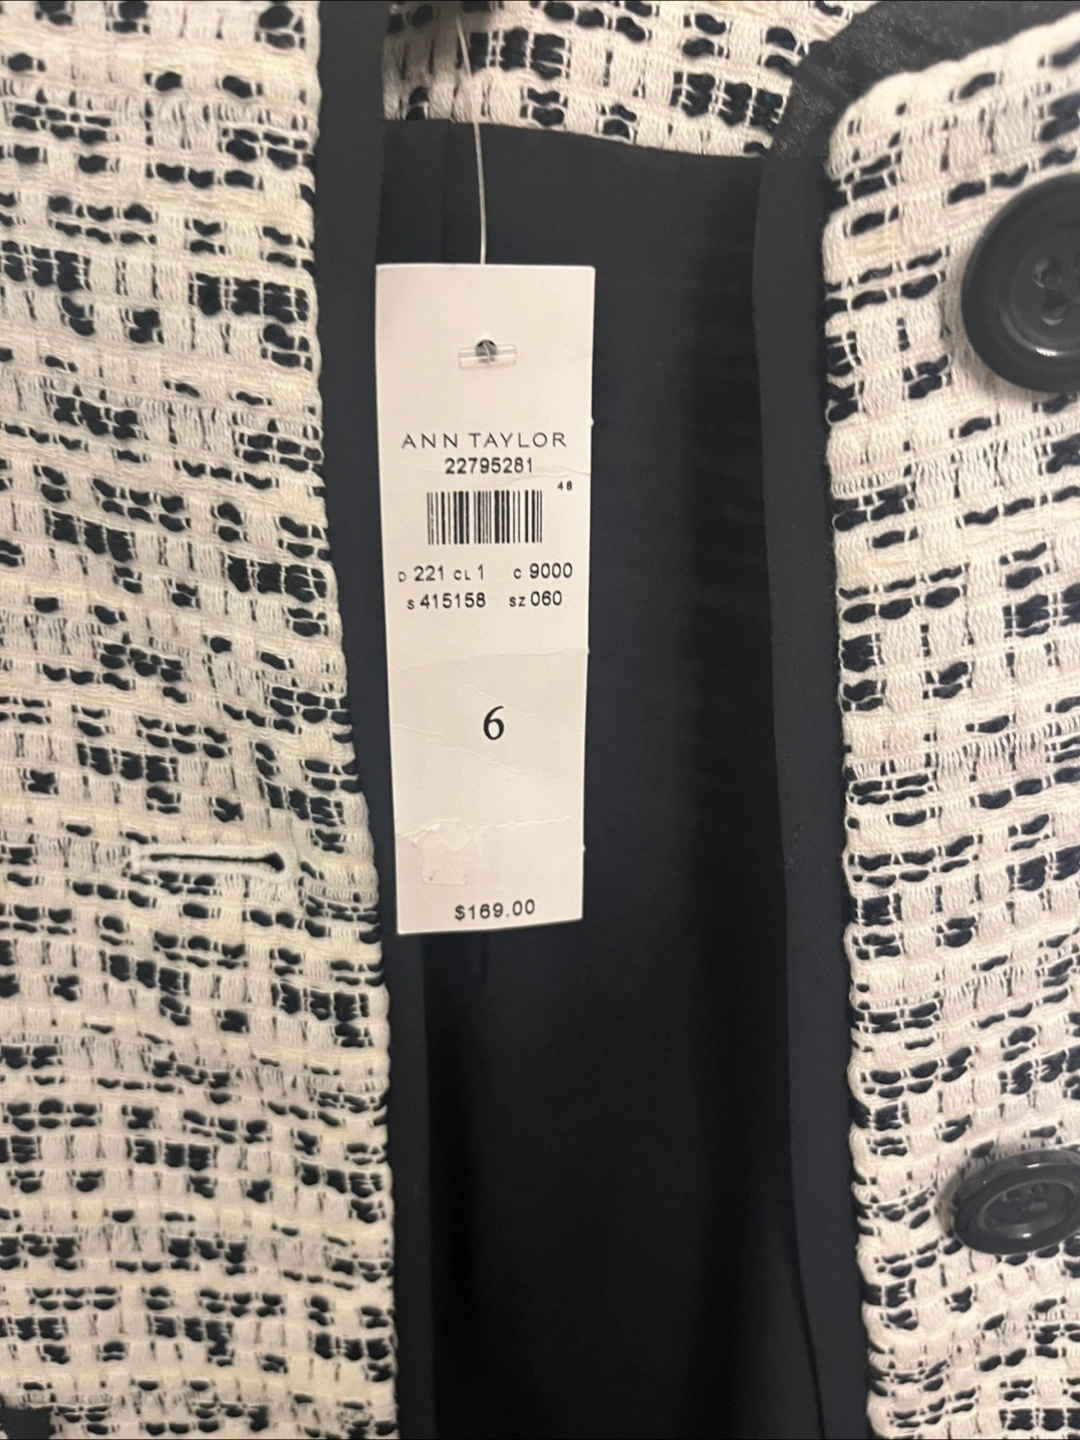 ANN TAYLOR
22795281
48
D 221 CL 1 C 9000
S 415158 SZ 060
6
$169.00